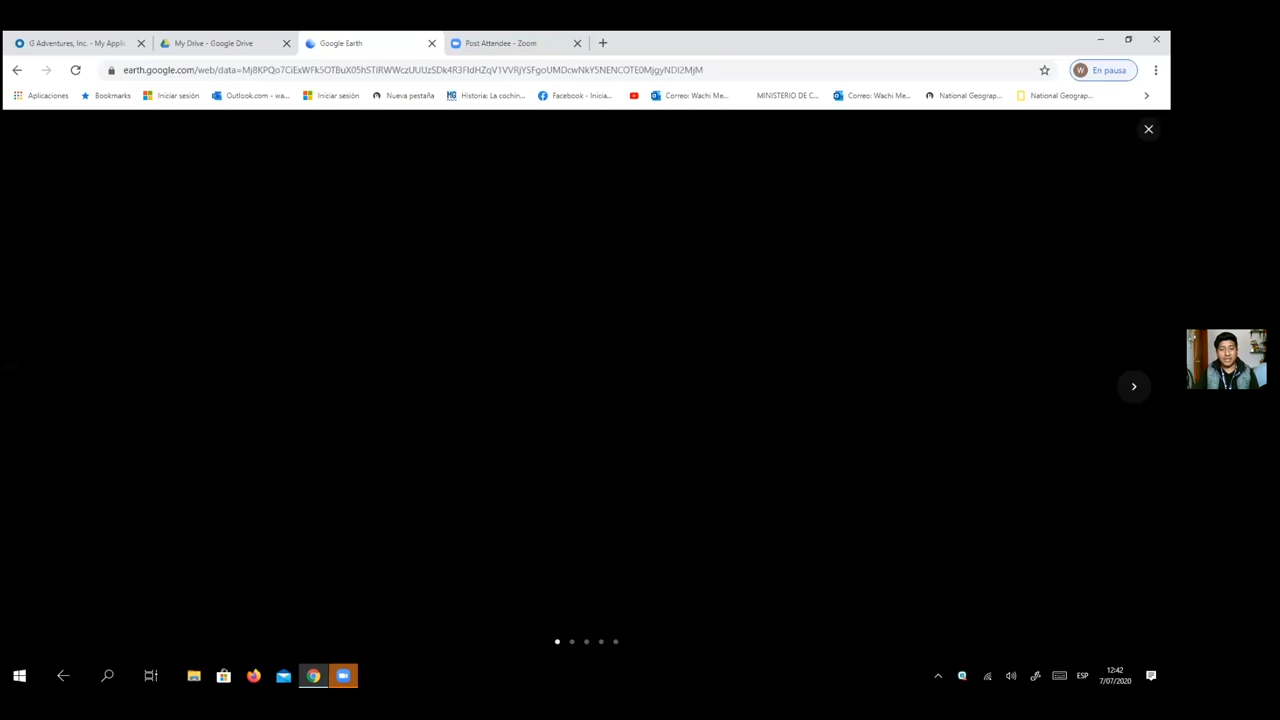 G Adventures, Inc. - My Applic
My Drive - Google Drive
Google Earth
Post Attendee - Zoom
earth.google.com/web/data=Mj8KPQo7CiExWFk5OTBuX05hSTlRWWczUUUzSDk4R3FIdHZqV1VVRjYSFgoUMDcwNkY5NENCOTE0MjgyNDI2MjM
En pausa
Aplicaciones
Bookmarks
Iniciar sesión
Outlook.com - wa...
Iniciar sesión
Nueva pestaña
Historia: La cochin...
Facebook - Inicia...
Correo: Wachi Me...
MINISTERIO DE C...
Correo: Wachi Me...
National Geograp...
National Geograp...
ESP
12:42
7/07/2020